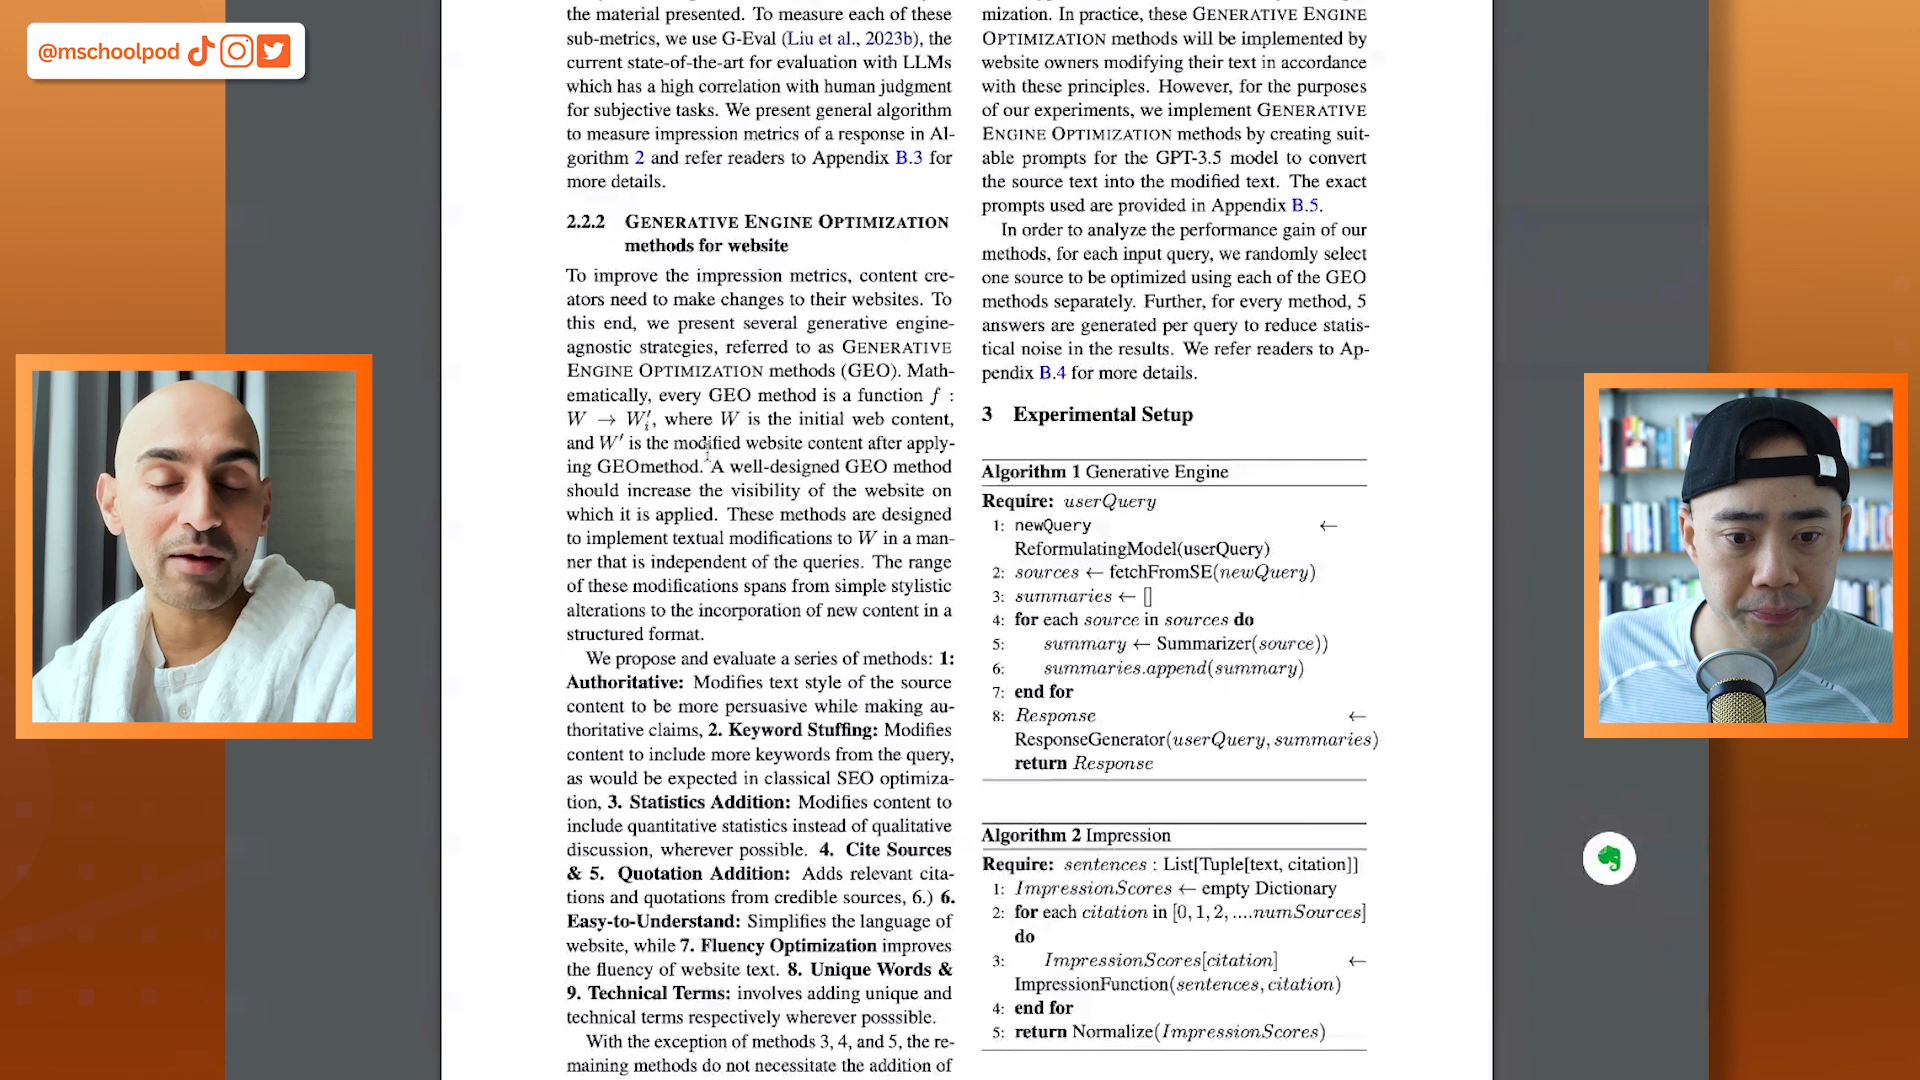 @mschoolpod
the material presented. To measure each of these
sub-metrics, we use G-Eval (Liu et al., 2023b), the
current state-of-the-art for evaluation with LLMs
which has a high correlation with human judgment
for subjective tasks. We present general algorithm
to measure impression metrics of a response in Al-
gorithm 2 and refer readers to Appendix B.3 for
more details.
2.2.2 GENERATIVE ENGINE OPTIMIZATION
methods for website
To improve the impression metrics, content cre-
ators need to make changes to their websites. To
this end, we present several generative engine-
agnostic strategies, referred to as GENERATIVE
ENGINE OPTIMIZATION methods (GEO). Math-
ematically, every GEO method is a function f :
W → W′ᵢ, where W is the initial web content,
and W′ is the modified website content after apply-
ing GEOmethod. A well-designed GEO method
should increase the visibility of the website on
which it is applied. These methods are designed
to implement textual modifications to W in a man-
ner that is independent of the queries. The range
of these modifications spans from simple stylistic
alterations to the incorporation of new content in a
structured format.
We propose and evaluate a series of methods: 1:
Authoritative: Modifies text style of the source
content to be more persuasive while making au-
thoritative claims, 2. Keyword Stuffing: Modifies
content to include more keywords from the query,
as would be expected in classical SEO optimiza-
tion, 3. Statistics Addition: Modifies content to
include quantitative statistics instead of qualitative
discussion, wherever possible. 4. Cite Sources
& 5. Quotation Addition: Adds relevant cita-
tions and quotations from credible sources, 6.) 6.
Easy-to-Understand: Simplifies the language of
website, while 7. Fluency Optimization improves
the fluency of website text. 8. Unique Words &
9. Technical Terms: involves adding unique and
technical terms respectively wherever posssible.
With the exception of methods 3, 4, and 5, the re-
maining methods do not necessitate the addition of
mization. In practice, these GENERATIVE ENGINE
OPTIMIZATION methods will be implemented by
website owners modifying their text in accordance
with these principles. However, for the purposes
of our experiments, we implement GENERATIVE
ENGINE OPTIMIZATION methods by creating suit-
able prompts for the GPT-3.5 model to convert
the source text into the modified text. The exact
prompts used are provided in Appendix B.5.
In order to analyze the performance gain of our
methods, for each input query, we randomly select
one source to be optimized using each of the GEO
methods separately. Further, for every method, 5
answers are generated per query to reduce statis-
tical noise in the results. We refer readers to Ap-
pendix B.4 for more details.
3 Experimental Setup
Algorithm 1 Generative Engine
Require: userQuery
1: newQuery ←
ReformulatingModel(userQuery)
2: sources ← fetchFromSE(newQuery)
3: summaries ← []
4: for each source in sources do
5: summary ← Summarizer(source))
6: summaries.append(summary)
7: end for
8: Response ←
ResponseGenerator(userQuery, summaries)
return Response
Algorithm 2 Impression
Require: sentences : List[Tuple[text, citation]]
1: ImpressionScores ← empty Dictionary
2: for each citation in [0, 1, 2, ....numSources]
do
3: ImpressionScores[citation] ←
ImpressionFunction(sentences, citation)
4: end for
5: return Normalize(ImpressionScores)